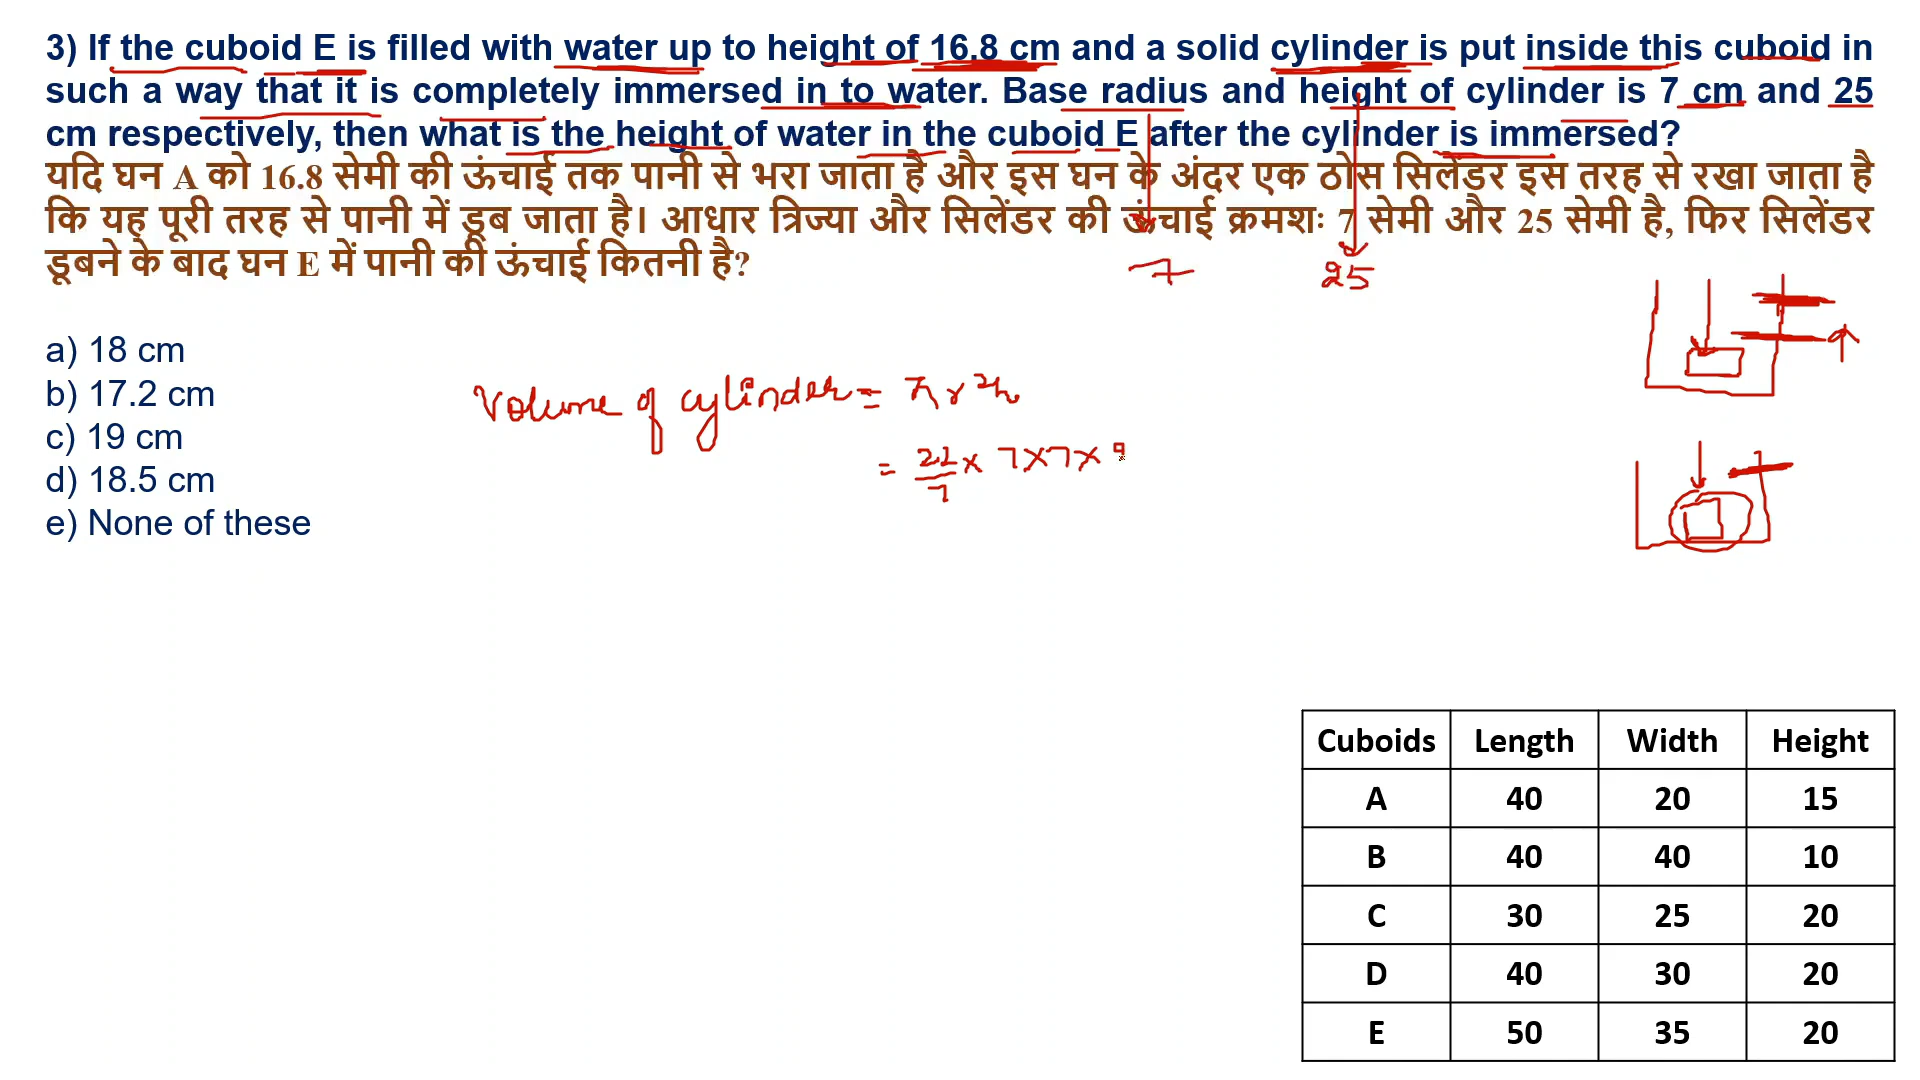 3) If the cuboid E is filled with water up to height of 16.8 cm and a solid cylinder is put inside this cuboid in
such a way that it is completely immersed in to water. Base radius and height of cylinder is 7 cm and 25
cm respectively, then what is the height of water in the cuboid E after the cylinder is immersed?
यदि घन A को 16.8 सेमी की ऊंचाई तक पानी से भरा जाता है और इस घन के अंदर एक ठोस सिलेंडर इस तरह से रखा जाता है
कि यह पूरी तरह से पानी में डूब जाता है। आधार त्रिज्या और सिलेंडर की ऊंचाई क्रमशः 7 सेमी और 25 सेमी है, फिर सिलेंडर
डूबने के बाद घन E में पानी की ऊंचाई कितनी है?
7 25
a) 18 cm
b) 17.2 cm
c) 19 cm
d) 18.5 cm
e) None of these
Volume of cylinder = πr²h
= 22/7 × 7×7×
Cuboids Length Width Height
A 40 20 15
B 40 40 10
C 30 25 20
D 40 30 20
E 50 35 20